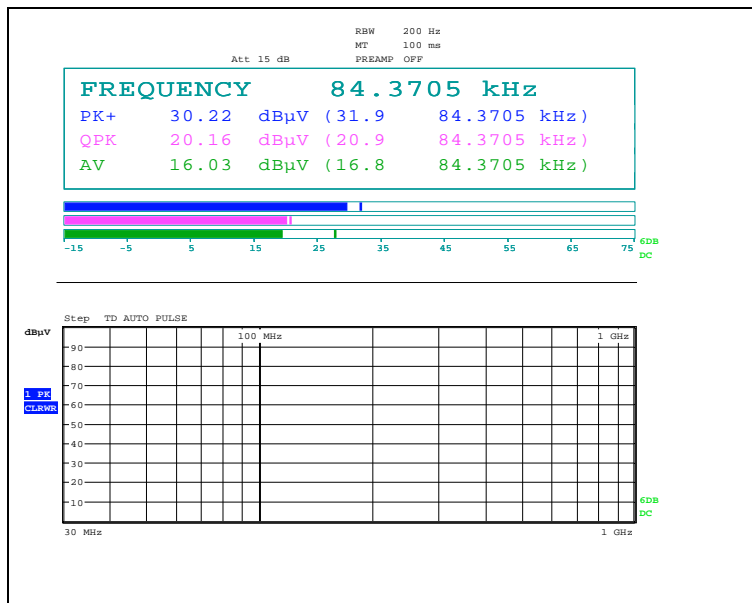 RBW 200 Hz
MT 100 ms
Att 15 dB PREAMP OFF
FREQUENCY 84.3705 kHz
PK+ 30.22 dBµV (31.9 84.3705 kHz)
QPK 20.16 dBµV (20.9 84.3705 kHz)
AV 16.03 dBµV (16.8 84.3705 kHz)
-15 -5 5 15 25 35 45 55 65 75
6DB
DC
Step TD AUTO PULSE
dBµV
100 MHz 1 GHz
90
80
70
1 PK
CLRWR
60
50
40
30
20
10
6DB
DC
30 MHz 1 GHz